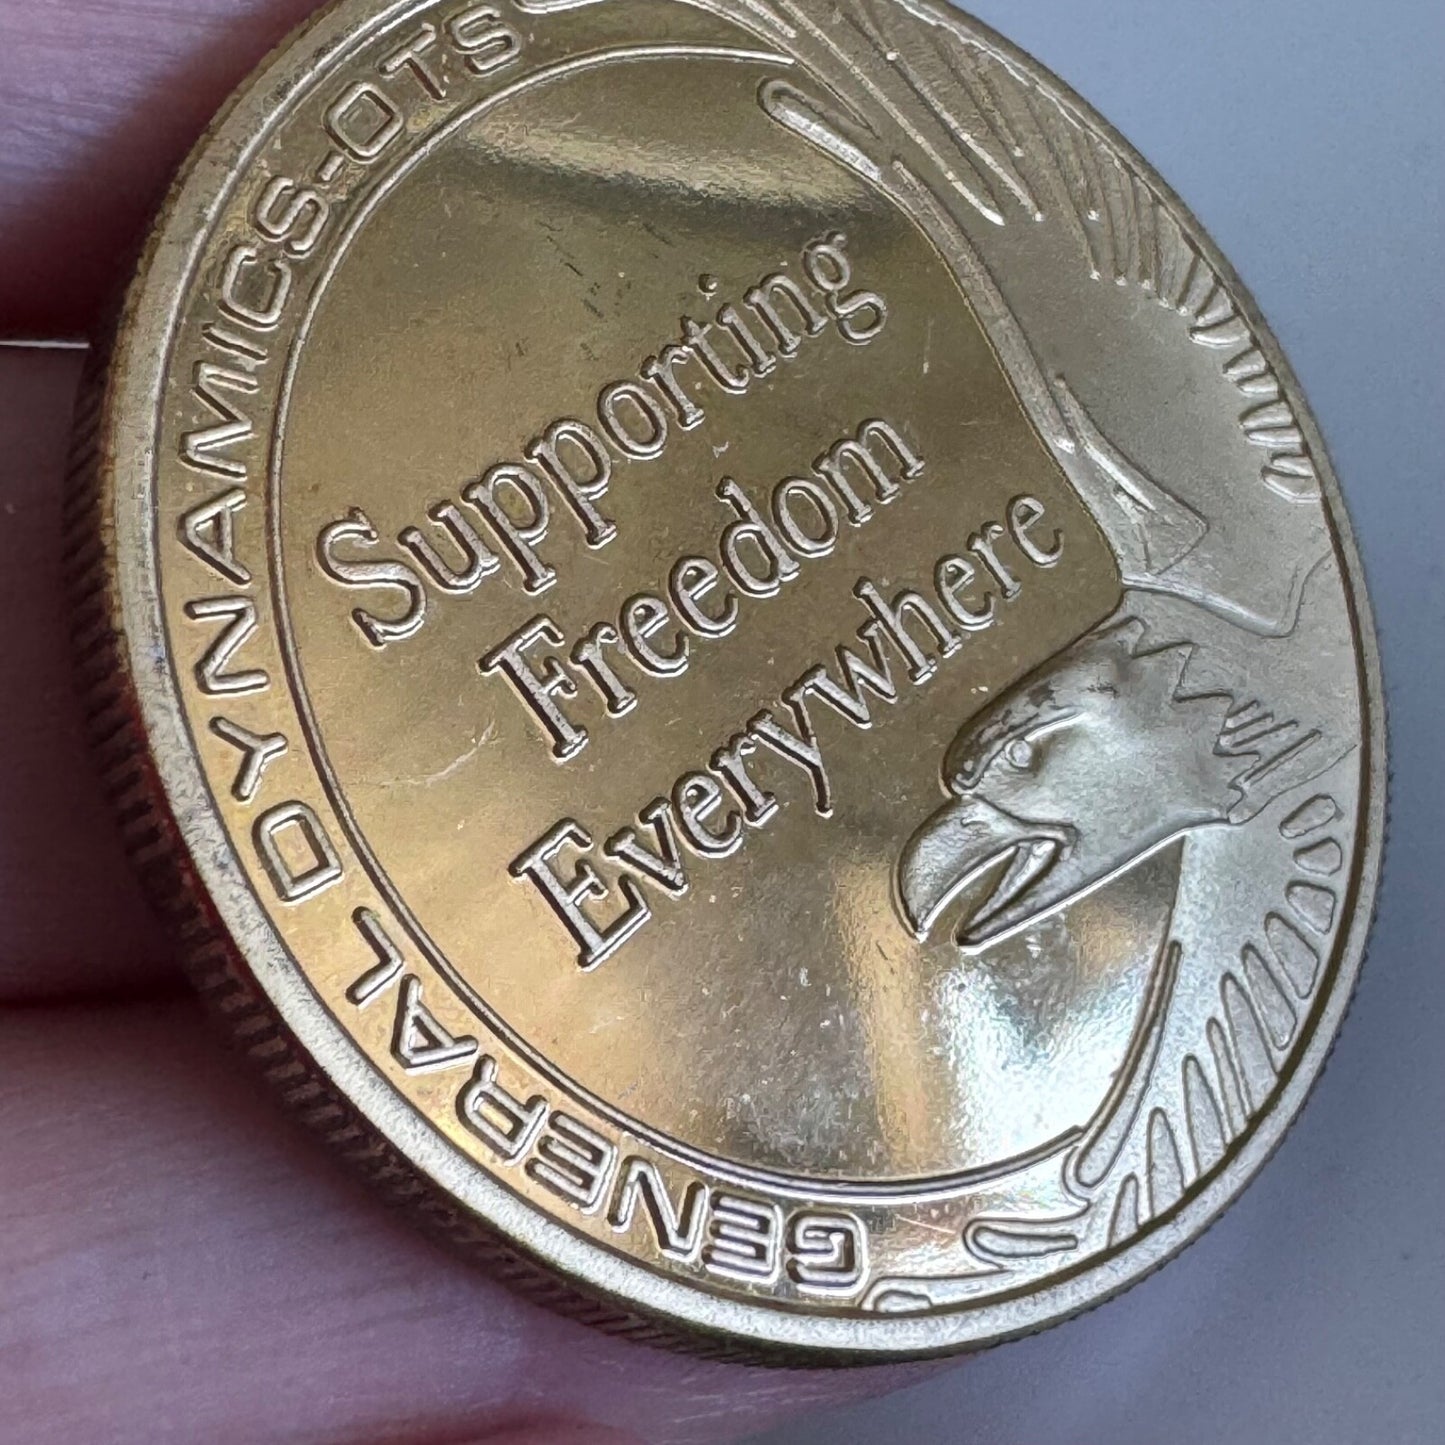 GENERAL DYNAMICS-OTS
Supporting
Freedom
Everywhere